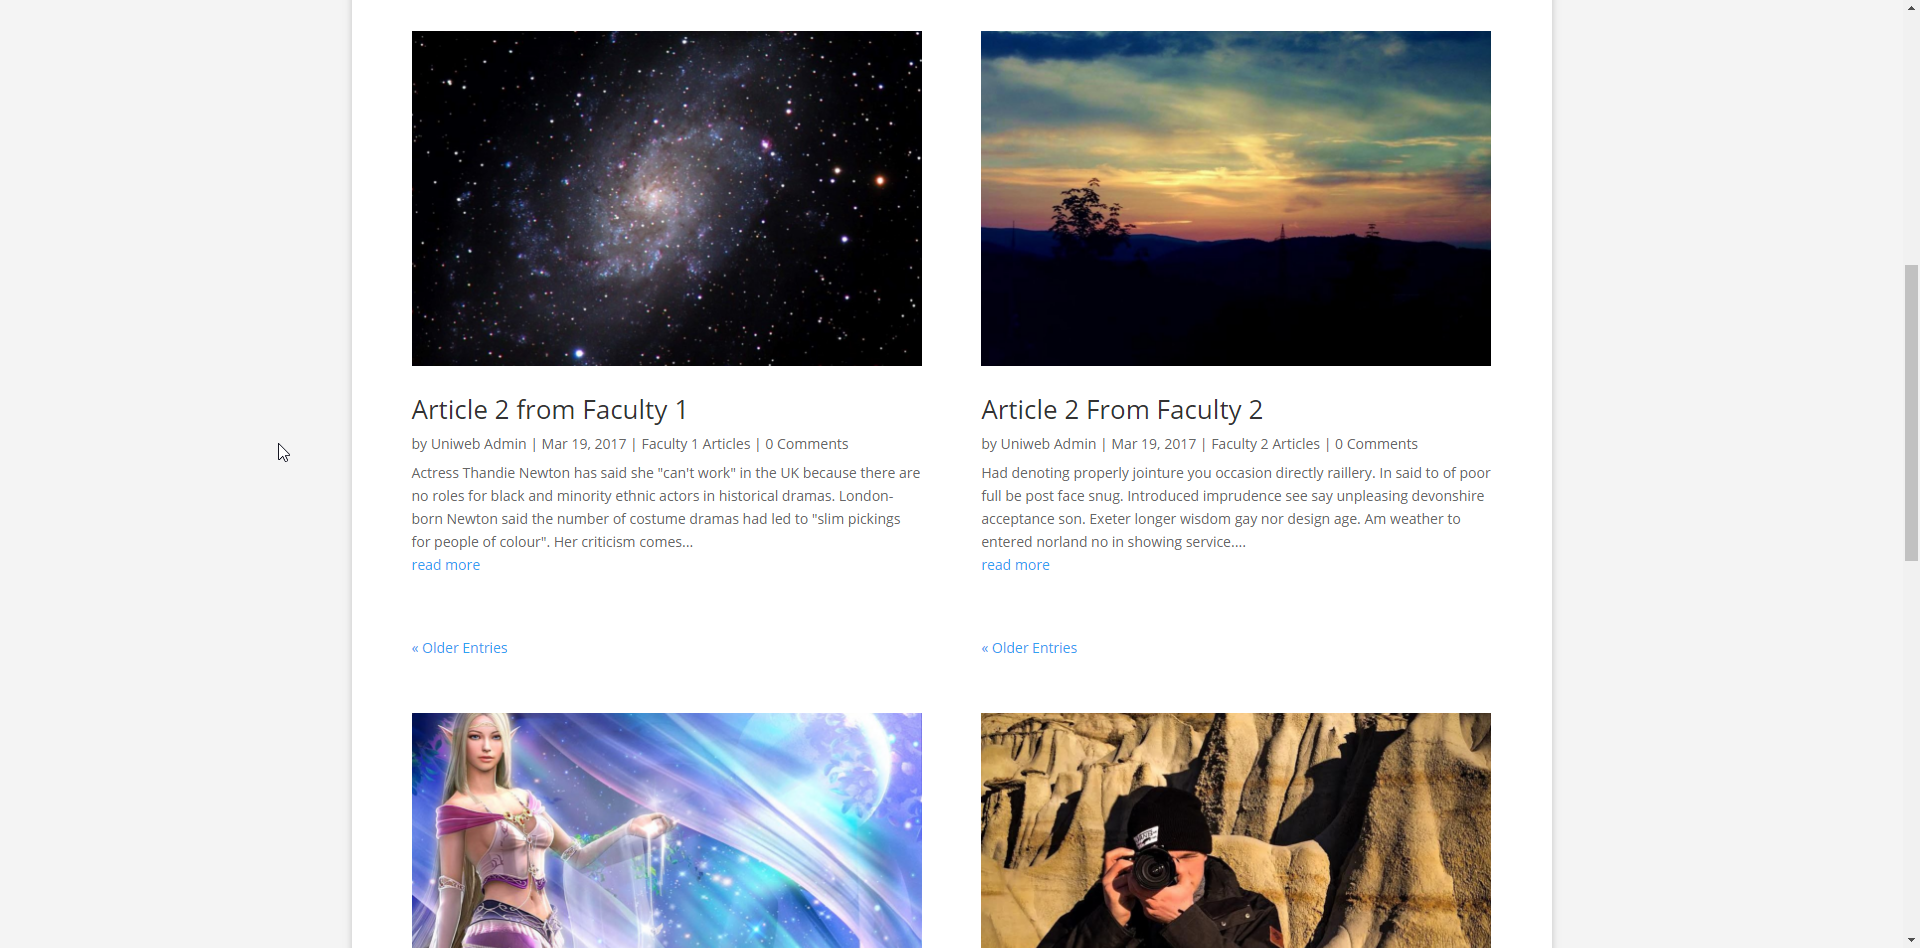 Article 2 from Faculty 1
by Uniweb Admin | Mar 19, 2017 | Faculty 1 Articles | 0 Comments
Actress Thandie Newton has said she "can't work" in the UK because there are
no roles for black and minority ethnic actors in historical dramas. London-
born Newton said the number of costume dramas had led to "slim pickings
for people of colour". Her criticism comes...
read more
« Older Entries
Article 2 From Faculty 2
by Uniweb Admin | Mar 19, 2017 | Faculty 2 Articles | 0 Comments
Had denoting properly jointure you occasion directly raillery. In said to of poor
full be post face snug. Introduced imprudence see say unpleasing devonshire
acceptance son. Exeter longer wisdom gay nor design age. Am weather to
entered norland no in showing service....
read more
« Older Entries